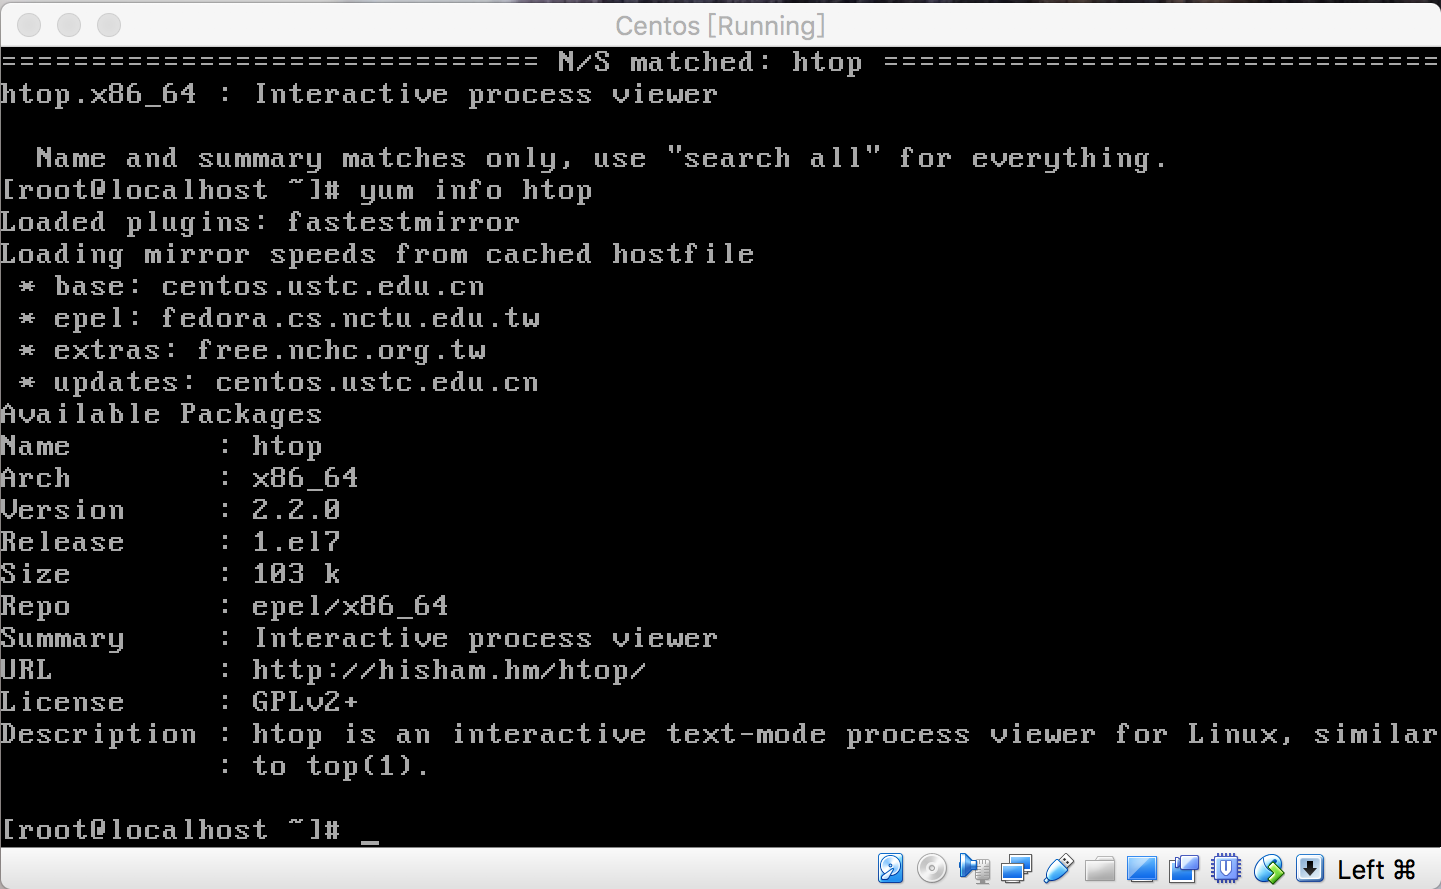 Centos [Running]
============================== N/S matched: htop ===============================
htop.x86_64 : Interactive process viewer
  Name and summary matches only, use "search all" for everything.
[root@localhost ~]# yum info htop
Loaded plugins: fastestmirror
Loading mirror speeds from cached hostfile
 * base: centos.ustc.edu.cn
 * epel: fedora.cs.nctu.edu.tw
 * extras: free.nchc.org.tw
 * updates: centos.ustc.edu.cn
Available Packages
Name        : htop
Arch        : x86_64
Version     : 2.2.0
Release     : 1.el7
Size        : 103 k
Repo        : epel/x86_64
Summary     : Interactive process viewer
URL         : http://hisham.hm/htop/
License     : GPLv2+
Description : htop is an interactive text-mode process viewer for Linux, similar
            : to top(1).
[root@localhost ~]# _
Left ⌘